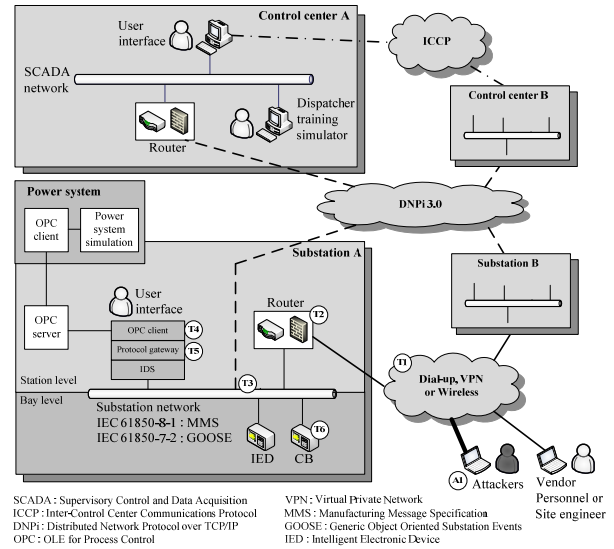 Control center A
User
interface
ICCP
SCADA
network
Control center B
Dispatcher
training
simulator
Router
Power system
DNPi 3.0
OPC
client
Power
system
simulation
Substation A
Substation B
User
interface
Router
T2
OPC
server
OPC client
T4
Protocol gateway
T5
IDS
T1
Dial-up, VPN
or Wireless
Station level
T3
Bay level
Substation network
IEC 61850-8-1 : MMS
IEC 61850-7-2 : GOOSE
T6
IED
CB
A1
Attackers
Vendor
Personnel or
Site engineer
SCADA : Supervisory Control and Data Acquisition
ICCP : Inter-Control Center Communications Protocol
DNPi : Distributed Network Protocol over TCP/IP
OPC : OLE for Process Control
VPN : Virtual Private Network
MMS : Manufacturing Message Specification
GOOSE : Generic Object Oriented Substation Events
IED : Intelligent Electronic Device